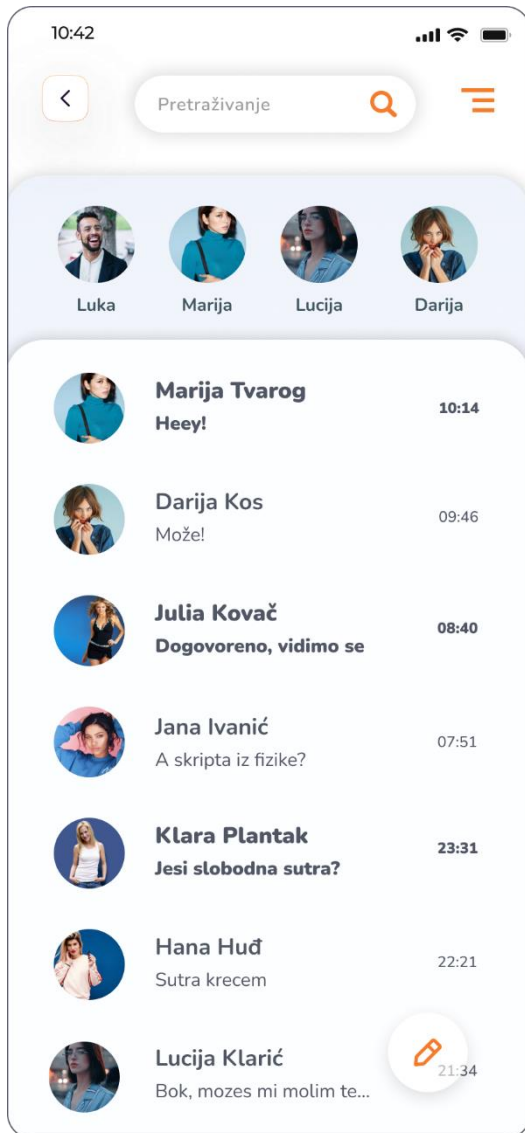 10:42
Pretraživanje
Luka Marija Lucija Darija
Marija Tvarog
Heey!
10:14
Darija Kos
Može!
09:46
Julia Kovač
Dogovoreno, vidimo se
08:40
Jana Ivanić
A skripta iz fizike?
07:51
Klara Plantak
Jesi slobodna sutra?
23:31
Hana Huđ
Sutra krecem
22:21
Lucija Klarić
Bok, mozes mi molim te...
21:34